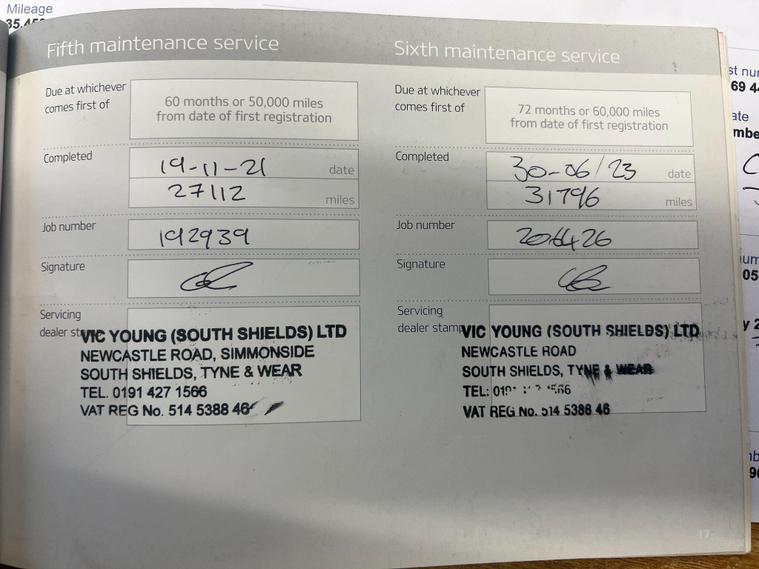 Mileage
Fifth maintenance service
Due at whichever
comes first of
60 months or 50,000 miles
from date of first registration
Completed
19-11-21 date
27112 miles
Job number
192939
Signature
Servicing
dealer stamp
VIC YOUNG (SOUTH SHIELDS) LTD
NEWCASTLE ROAD, SIMMONSIDE
SOUTH SHIELDS, TYNE & WEAR
TEL. 0191 427 1566
VAT REG No. 514 5388 46
Sixth maintenance service
Due at whichever
comes first of
72 months or 60,000 miles
from date of first registration
Completed
30-06/23 date
31796 miles
Job number
206426
Signature
Servicing
dealer stamp
VIC YOUNG (SOUTH SHIELDS) LTD
NEWCASTLE ROAD
SOUTH SHIELDS, TYNE & WEAR
TEL:
VAT REG No. 514 5388 46
17